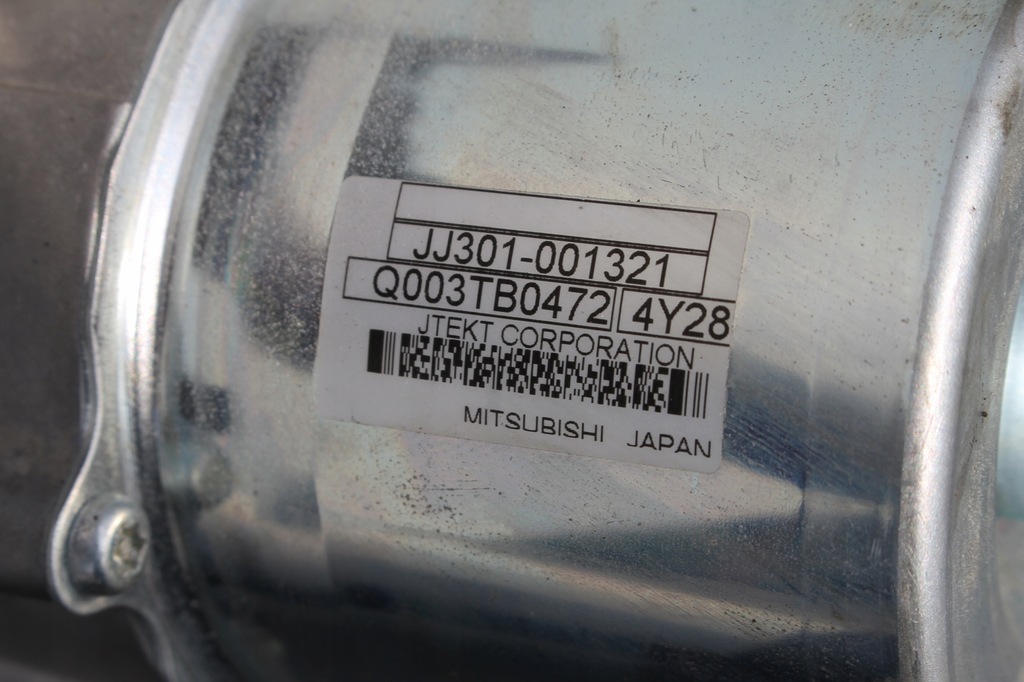 JJ301-001321
Q003TB0472 4Y28
JTEKT CORPORATION
MITSUBISHI JAPAN